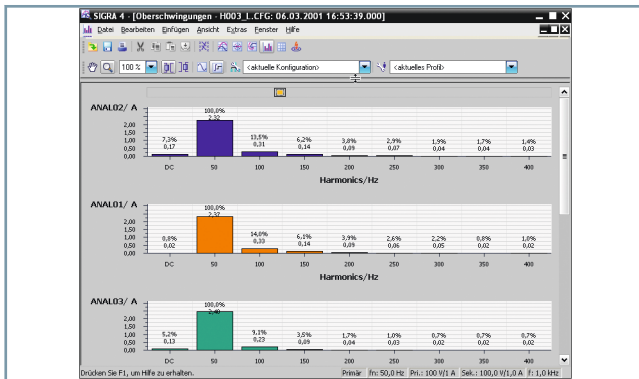 SIGRA 4 - [Oberschwingungen - H003_L.CFG: 06.03.2001 16:53:39.000]
Datei Bearbeiten Einfügen Ansicht Extras Fenster Hilfe
100 % <aktuelle Konfiguration> <aktuelles Profil>
ANAL02/ A
2,00
1,50
1,00
0,50
0,00
7,3% 100,0% 13,5% 6,2% 3,8% 2,9% 1,9% 1,7% 1,4%
0,17 2,32 0,31 0,14 0,09 0,07 0,04 0,04 0,03
DC 50 100 150 200 250 300 350 400
Harmonics/Hz
ANAL01/ A
2,00
1,50
1,00
0,50
0,00
0,8% 100,0% 14,0% 6,1% 3,9% 2,6% 2,2% 0,8% 1,0%
0,02 2,37 0,33 0,14 0,09 0,06 0,05 0,02 0,02
DC 50 100 150 200 250 300 350 400
Harmonics/Hz
ANAL03/ A
2,00
1,50
1,00
0,50
0,00
5,2% 100,0% 9,1% 3,5% 1,7% 1,0% 0,7% 0,7% 0,7%
0,13 2,48 0,23 0,09 0,04 0,03 0,02 0,02 0,02
DC 50 100 150 200 250 300 350 400
Drücken Sie F1, um Hilfe zu erhalten. Primär fn: 50,0 Hz Pri.: 100 V/1 A Sek.: 100,0 V/1,0 A f: 1,0 kHz